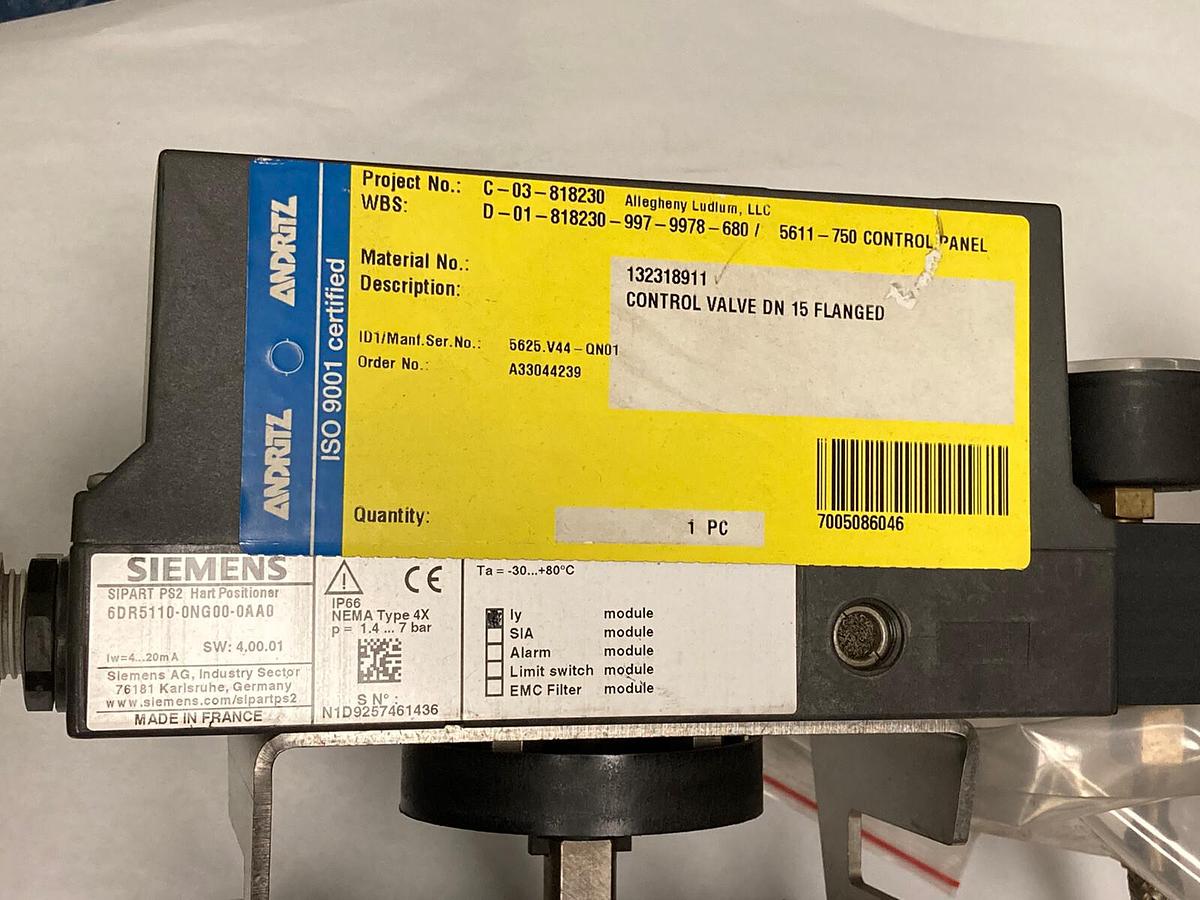 ANDRITZ
ANDRITZ
ISO 9001 certified
Project No.: C-03-818230 Allegheny Ludlum, LLC
WBS: D-01-818230-997-9978-680 / 5611-750 CONTROL PANEL
Material No.: 132318911
Description: CONTROL VALVE DN 15 FLANGED
ID1/Manf.Ser.No.: 5625.V44-QN01
Order No.: A33044239
Quantity: 1 PC
7005086046
SIEMENS
SIPART PS2 Hart Positioner
6DR5110-0NG00-0AA0
SW: 4,00.01
Iw=4...20mA
Siemens AG, Industry Sector
76181 Karlsruhe, Germany
www.siemens.com/sipartps2
MADE IN FRANCE
CE
IP66
NEMA Type 4X
p= 1.4 ... 7 bar
S N° :
N1D9257461436
Ta = -30...+80°C
Iy module
SIA module
Alarm module
Limit switch module
EMC Filter module